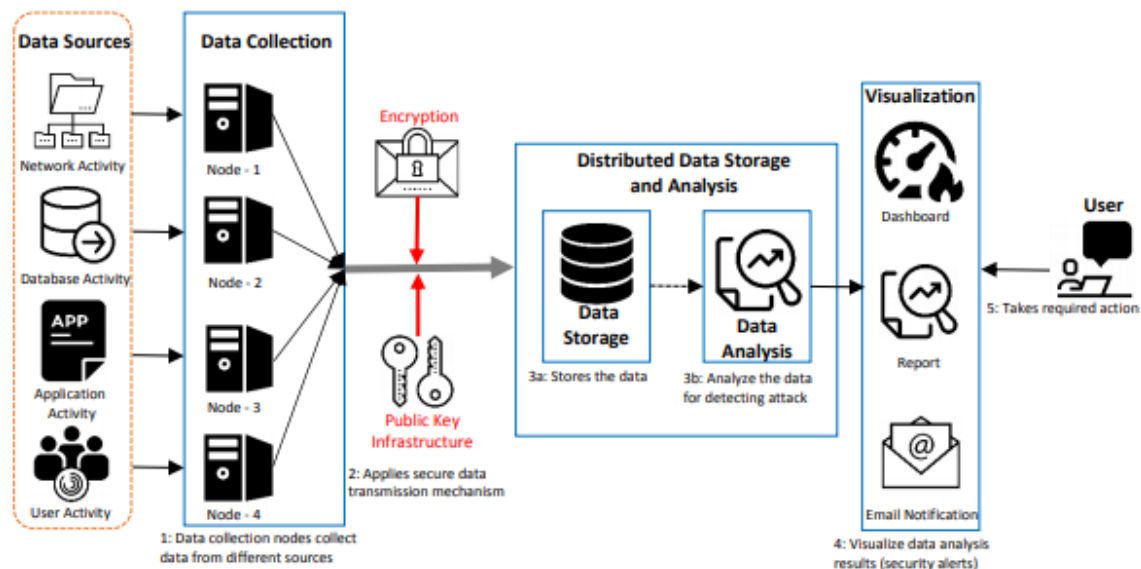 Data Sources
Network Activity
Database Activity
APP
Application
Activity
User Activity
Data Collection
Node - 1
Node - 2
Node - 3
Node - 4
1: Data collection nodes collect
data from different sources
Encryption
Public Key
Infrastructure
2: Applies secure data
transmission mechanism
Distributed Data Storage
and Analysis
Data
Storage
3a: Stores the data
Data
Analysis
3b: Analyze the data
for detecting attack
Visualization
Dashboard
Report
@
Email Notification
4: Visualize data analysis
results (security alerts)
User
5: Takes required action